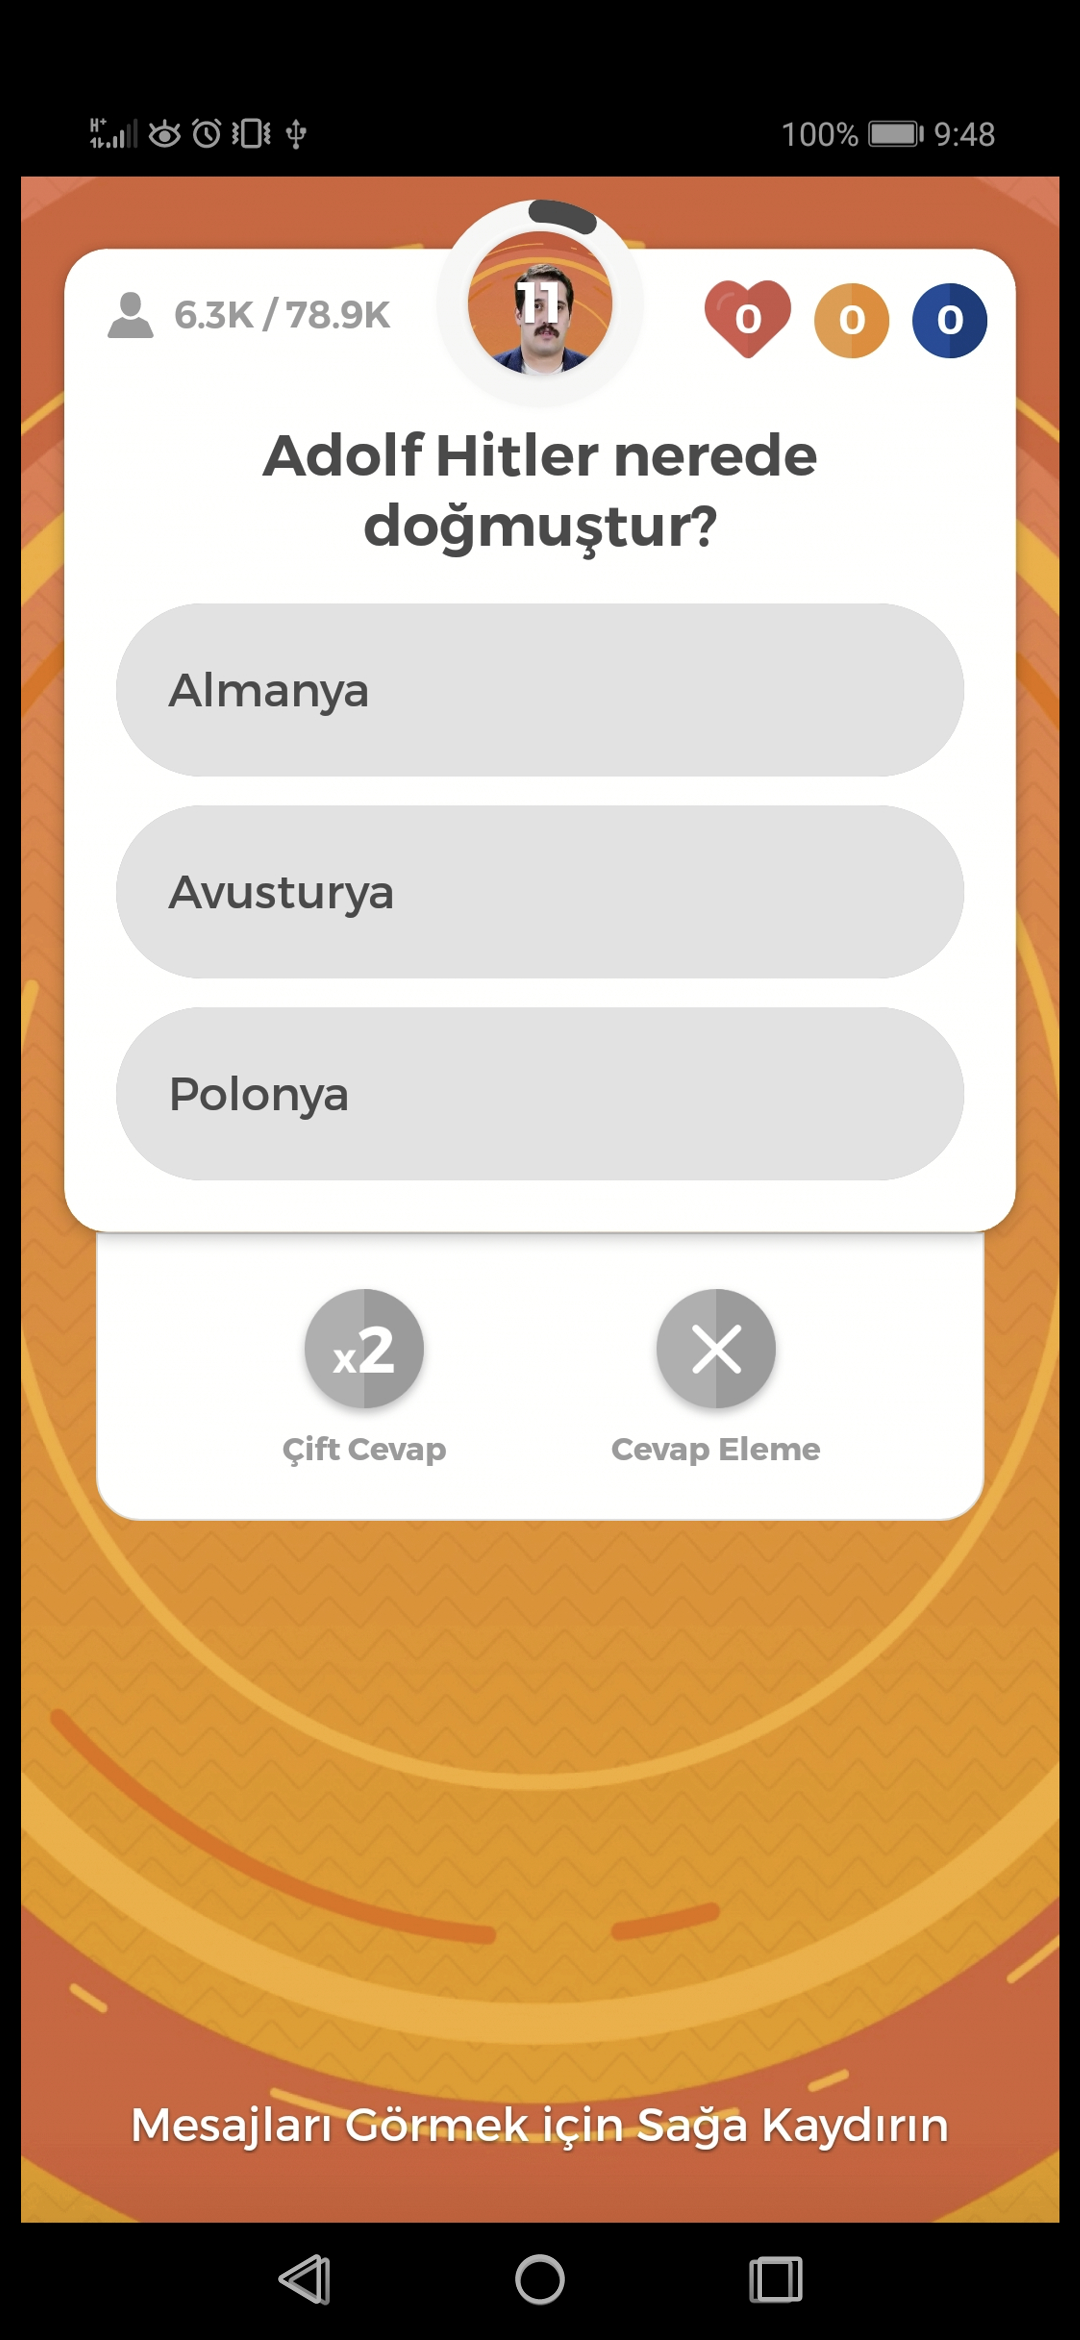 H+
100% 9:48
6.3K / 78.9K
11
0 0 0
Adolf Hitler nerede
doğmuştur?
Almanya
Avusturya
Polonya
x2
Çift Cevap
Cevap Eleme
Mesajları Görmek için Sağa Kaydırın